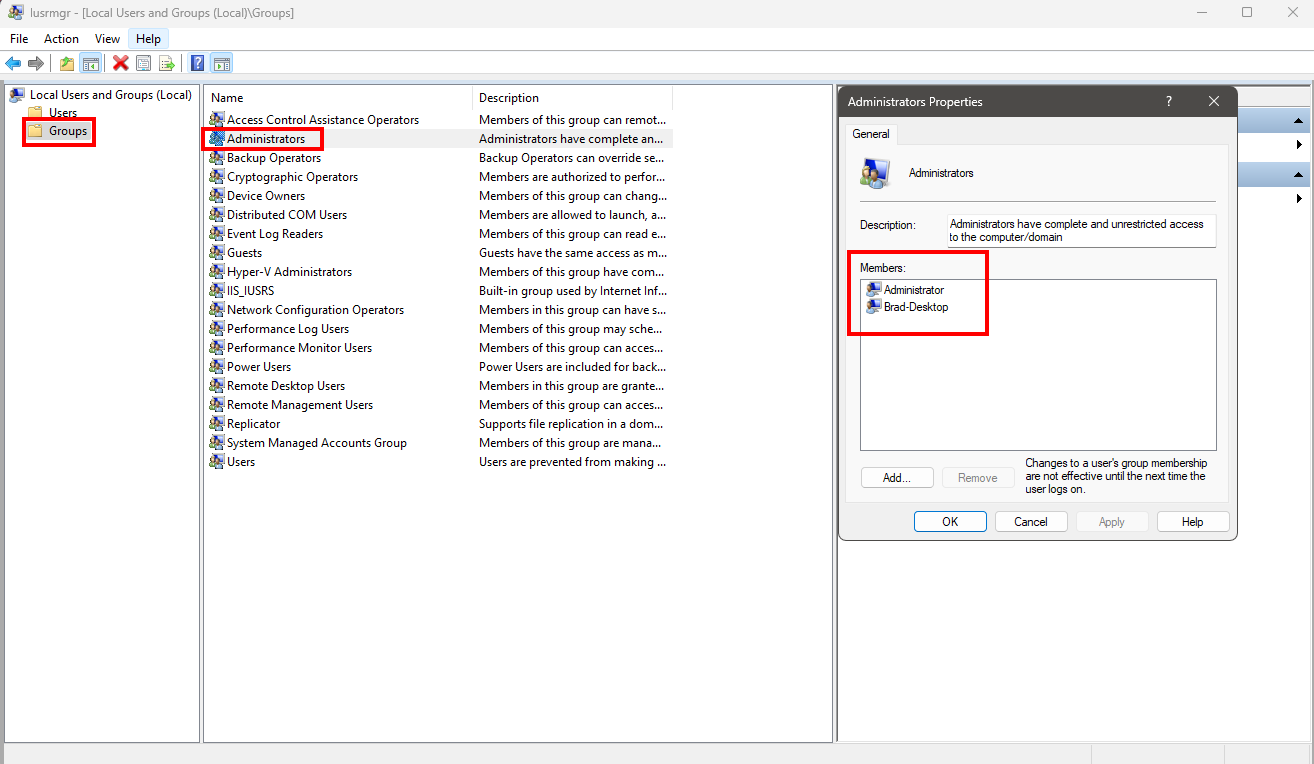 lusrmgr - [Local Users and Groups (Local)\Groups]
File Action View Help
Local Users and Groups (Local)
Users
Groups
Name Description
Access Control Assistance Operators Members of this group can remot...
Administrators Administrators have complete an...
Backup Operators Backup Operators can override se...
Cryptographic Operators Members are authorized to perfor...
Device Owners Members of this group can chang...
Distributed COM Users Members are allowed to launch, a...
Event Log Readers Members of this group can read e...
Guests Guests have the same access as m...
Hyper-V Administrators Members of this group have com...
IIS_IUSRS Built-in group used by Internet Inf...
Network Configuration Operators Members in this group can have s...
Performance Log Users Members of this group may sche...
Performance Monitor Users Members of this group can acces...
Power Users Power Users are included for back...
Remote Desktop Users Members in this group are grante...
Remote Management Users Members of this group can acces...
Replicator Supports file replication in a dom...
System Managed Accounts Group Members of this group are mana...
Users Users are prevented from making ...
Administrators Properties ?
General
Administrators
Description: Administrators have complete and unrestricted access
to the computer/domain
Members:
Administrator
Brad-Desktop
Add... Remove
Changes to a user's group membership
are not effective until the next time the
user logs on.
OK Cancel Apply Help